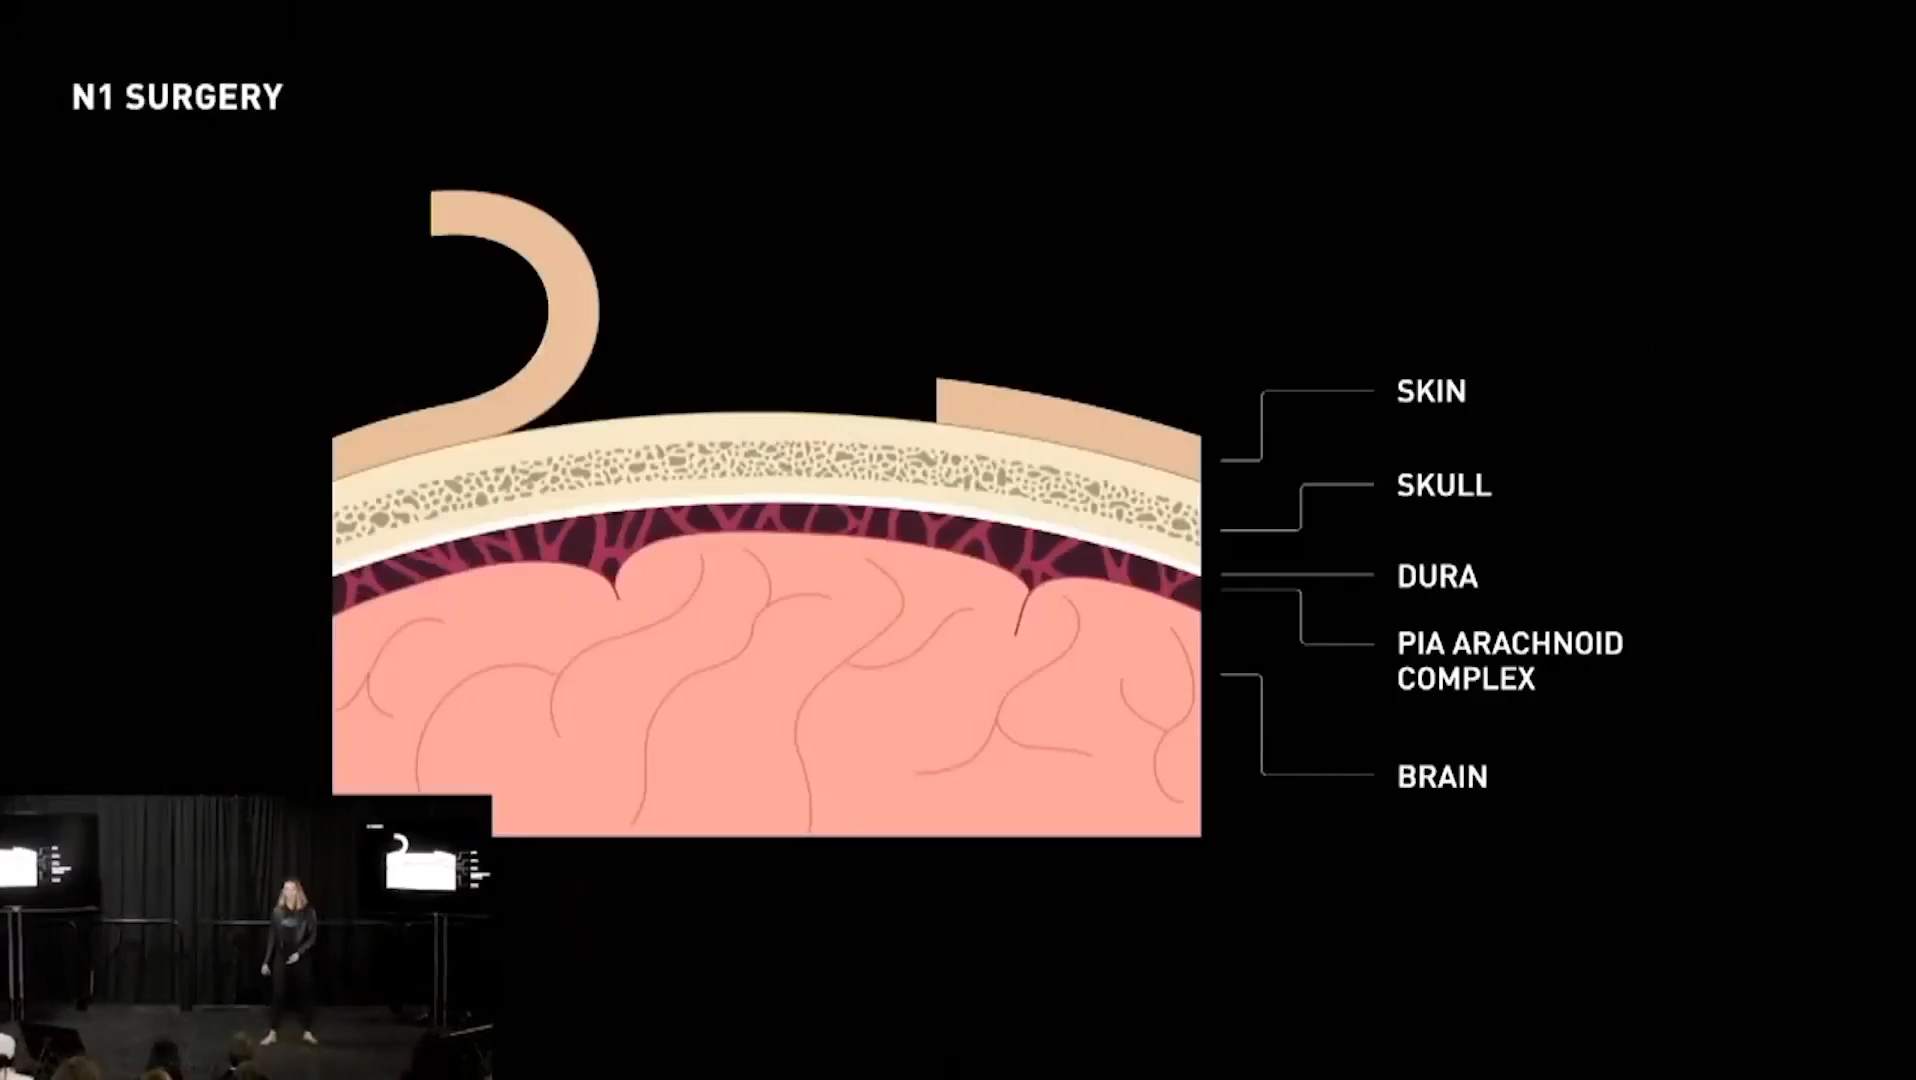 N1 SURGERY
SKIN
SKULL
DURA
PIA ARACHNOID
COMPLEX
BRAIN